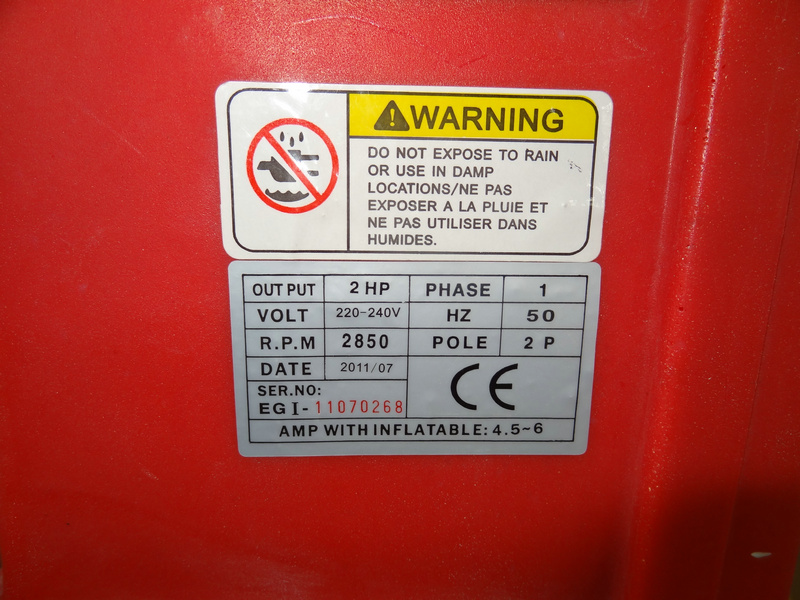 WARNING
DO NOT EXPOSE TO RAIN
OR USE IN DAMP
LOCATIONS/NE PAS
EXPOSER A LA PLUIE ET
NE PAS UTILISER DANS
HUMIDES.
OUTPUT 2 HP PHASE 1
VOLT 220-240V HZ 50
R.P.M 2850 POLE 2 P
DATE 2011/07
CE
SER.NO:
EGI-11070268
AMP WITH INFLATABLE: 4.5~6